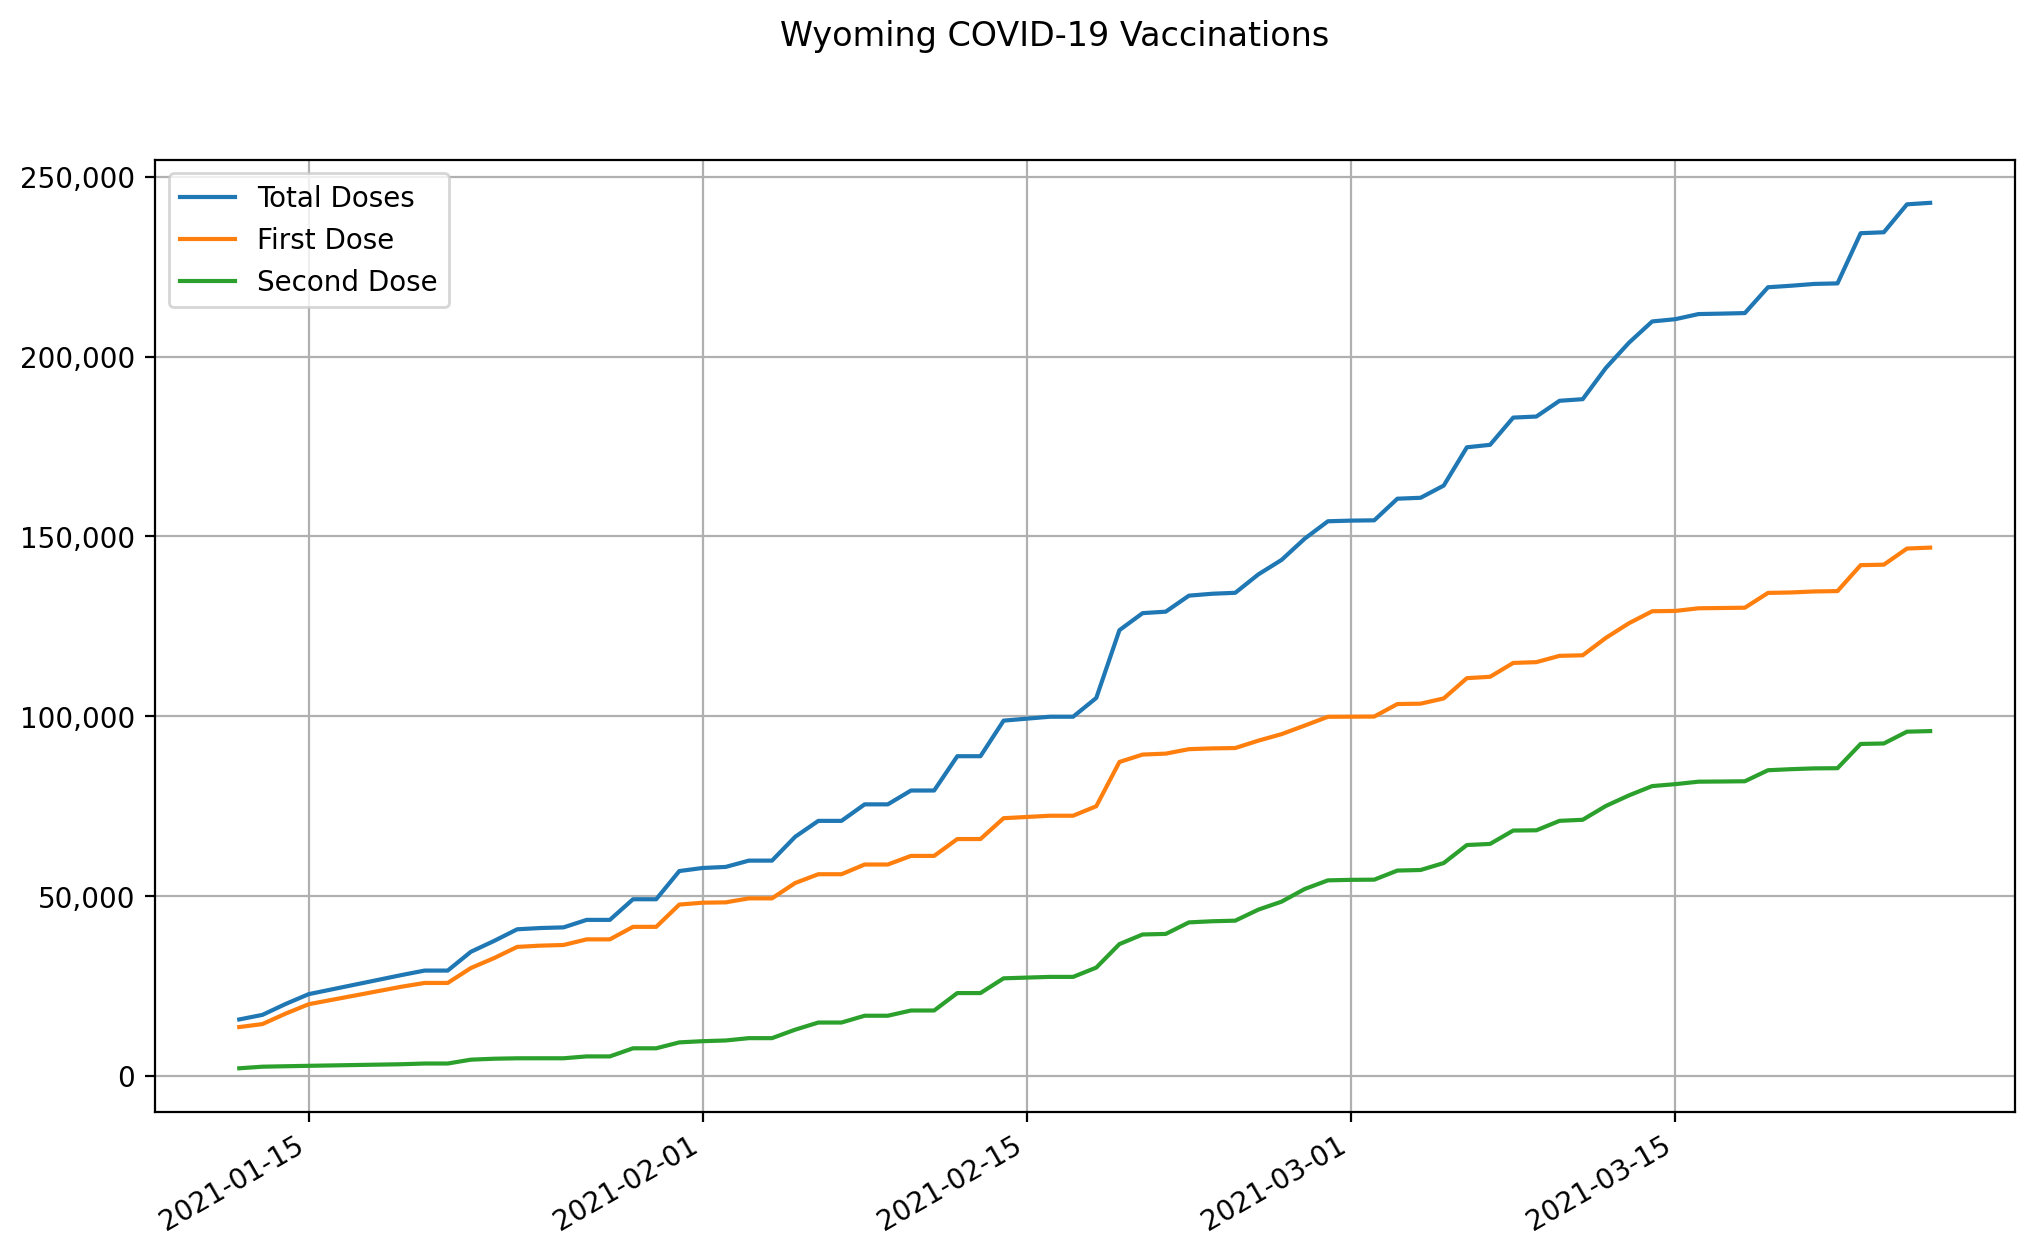 Wyoming COVID-19 Vaccinations
250,000
200,000
150,000
100,000
50,000
0
Total Doses
First Dose
Second Dose
2021-01-15
2021-02-01
2021-02-15
2021-03-01
2021-03-15